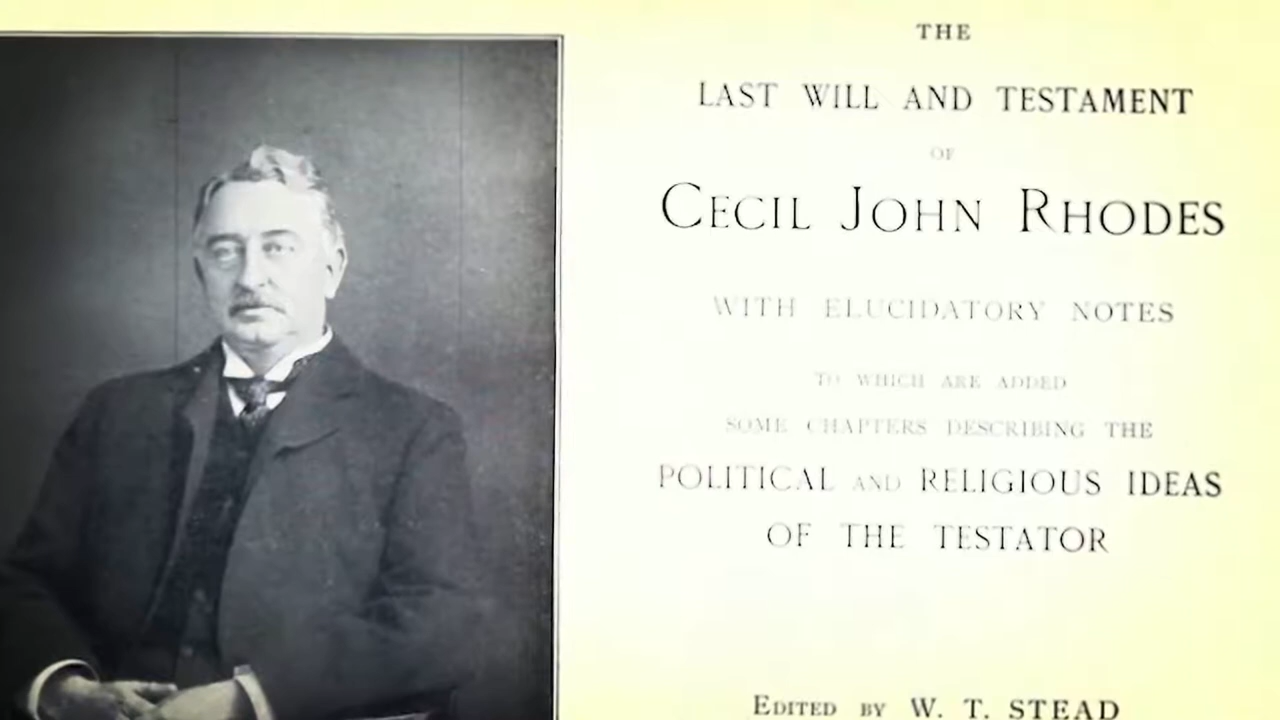 THE
LAST WILL AND TESTAMENT
OF
CECIL JOHN RHODES
WITH ELUCIDATORY NOTES
TO WHICH ARE ADDED
SOME CHAPTERS DESCRIBING THE
POLITICAL AND RELIGIOUS IDEAS
OF THE TESTATOR
EDITED BY W. T. STEAD